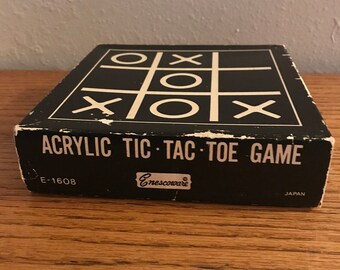 O X
O
X O X
ACRYLIC TIC·TAC·TOE GAME
E-1608
Enescoware ®
JAPAN